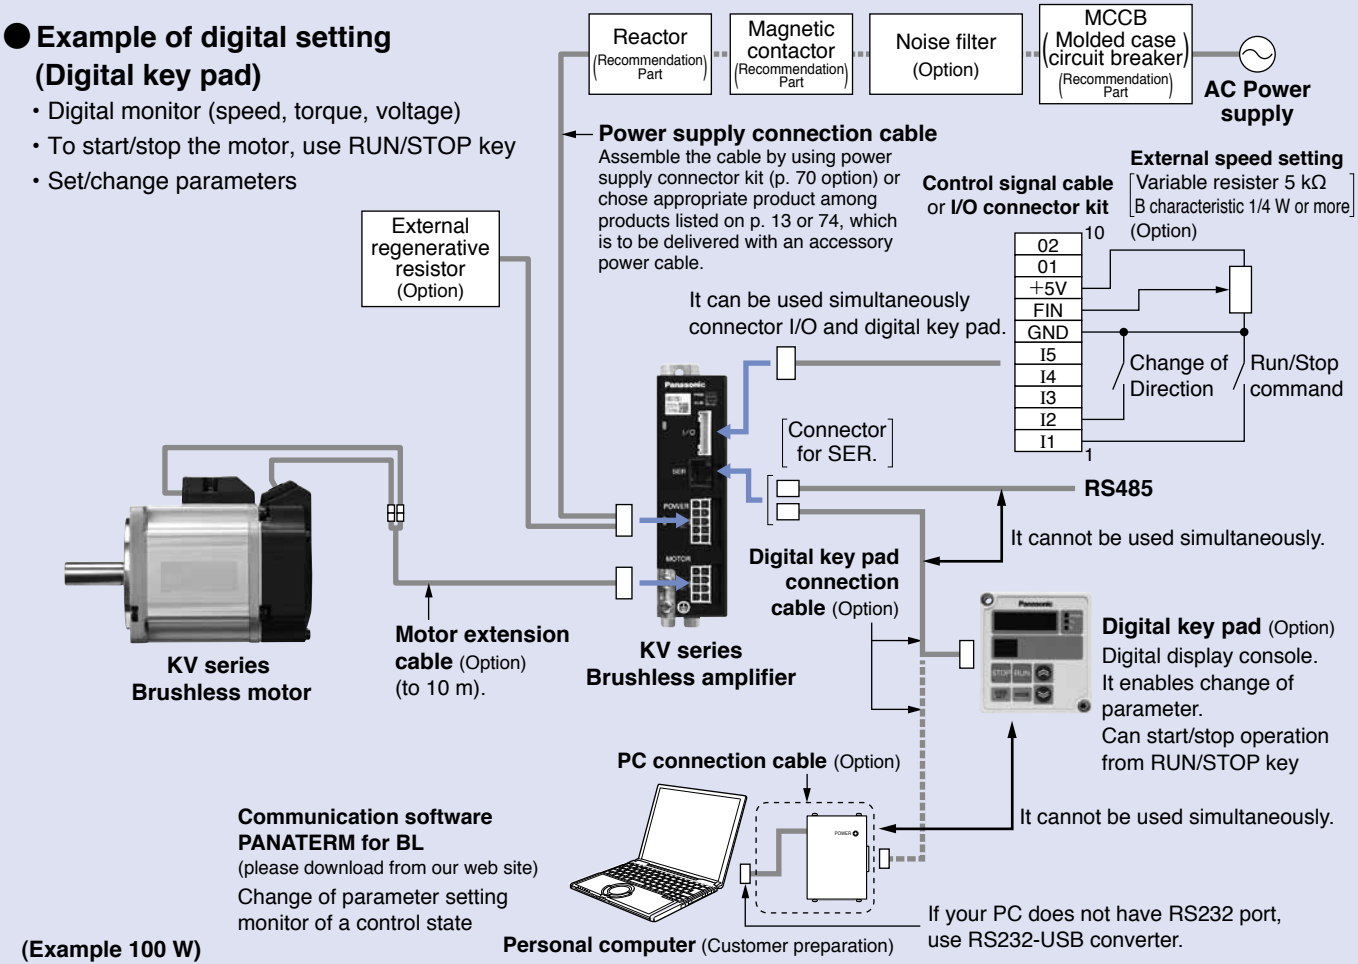 ● Example of digital setting
(Digital key pad)
・Digital monitor (speed, torque, voltage)
・To start/stop the motor, use RUN/STOP key
・Set/change parameters
Reactor
(Recommendation)
Part
Magnetic
contactor
(Recommendation)
Part
Noise filter
(Option)
MCCB
(Molded case
circuit breaker)
(Recommendation)
Part
AC Power
supply
Power supply connection cable
Assemble the cable by using power
supply connector kit (p. 70 option) or
chose appropriate product among
products listed on p. 13 or 74, which
is to be delivered with an accessory
power cable.
External
regenerative
resistor
(Option)
Control signal cable
or I/O connector kit
External speed setting
[Variable resister 5 kΩ
B characteristic 1/4 W or more]
(Option)
10
02
01
+5V
FIN
GND
I5
I4
I3
I2
I1
1
Change of
Direction
Run/Stop
command
It can be used simultaneously
connector I/O and digital key pad.
Panasonic
I/O
SER
POWER
MOTOR
[Connector
for SER.]
RS485
It cannot be used simultaneously.
Digital key pad
connection
cable (Option)
KV series
Brushless motor
Motor extension
cable (Option)
(to 10 m).
KV series
Brushless amplifier
Panasonic
STOP
RUN
Digital key pad (Option)
Digital display console.
It enables change of
parameter.
Can start/stop operation
from RUN/STOP key
It cannot be used simultaneously.
PC connection cable (Option)
POWER
Communication software
PANATERM for BL
(please download from our web site)
Change of parameter setting
monitor of a control state
Personal computer (Customer preparation)
If your PC does not have RS232 port,
use RS232-USB converter.
(Example 100 W)